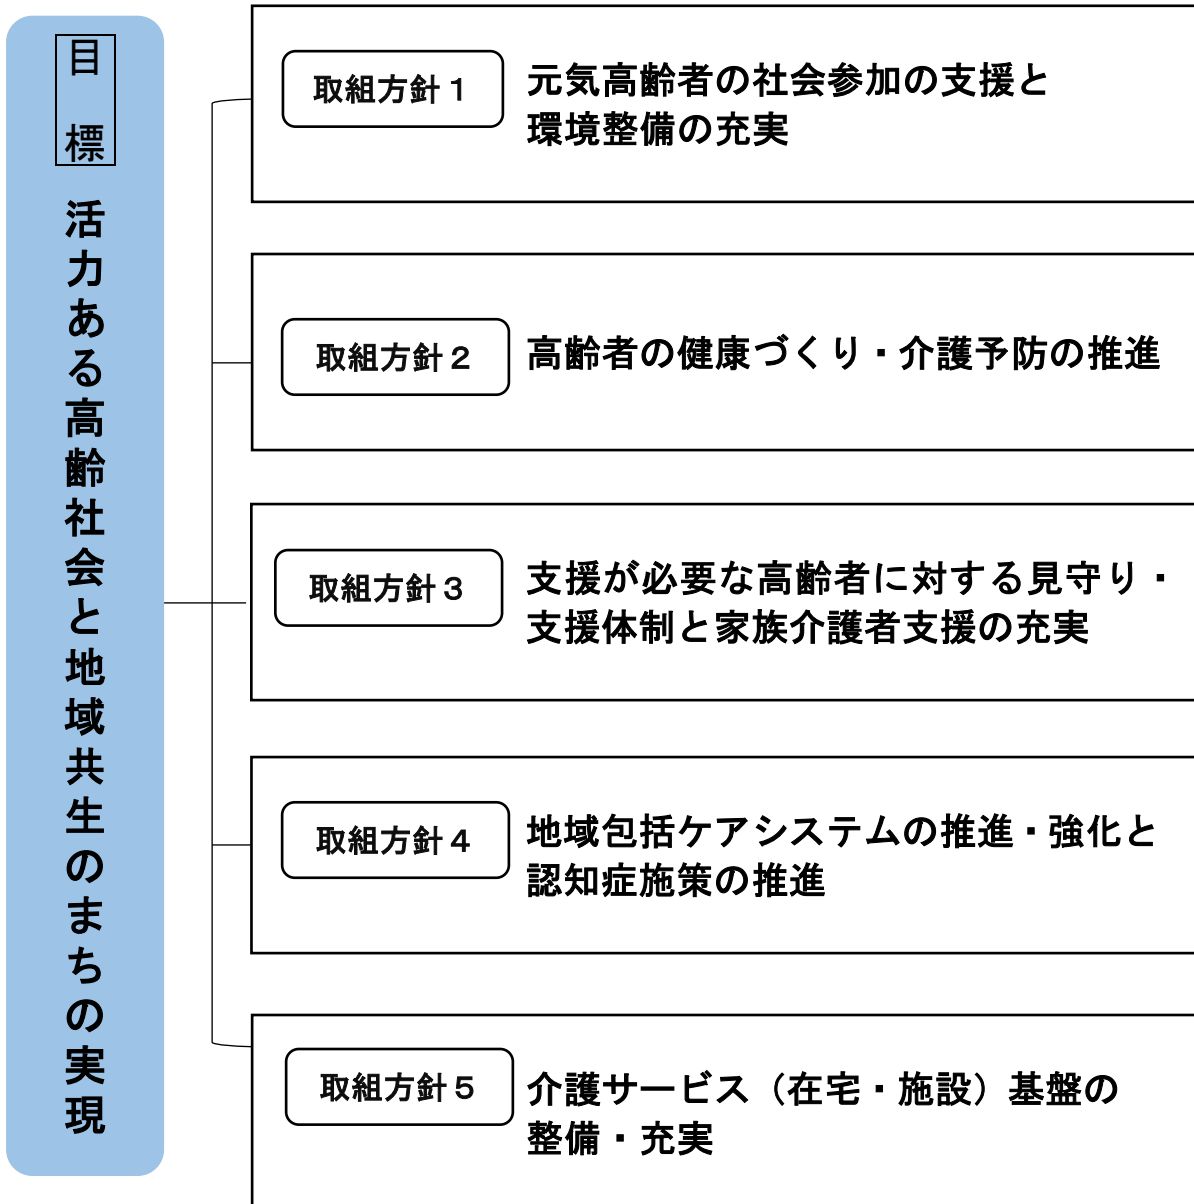 目標
活力ある高齢社会と地域共生のまちの実現
取組方針１
元気高齢者の社会参加の支援と
環境整備の充実
取組方針２
高齢者の健康づくり・介護予防の推進
取組方針３
支援が必要な高齢者に対する見守り・
支援体制と家族介護者支援の充実
取組方針４
地域包括ケアシステムの推進・強化と
認知症施策の推進
取組方針５
介護サービス（在宅・施設）基盤の
整備・充実